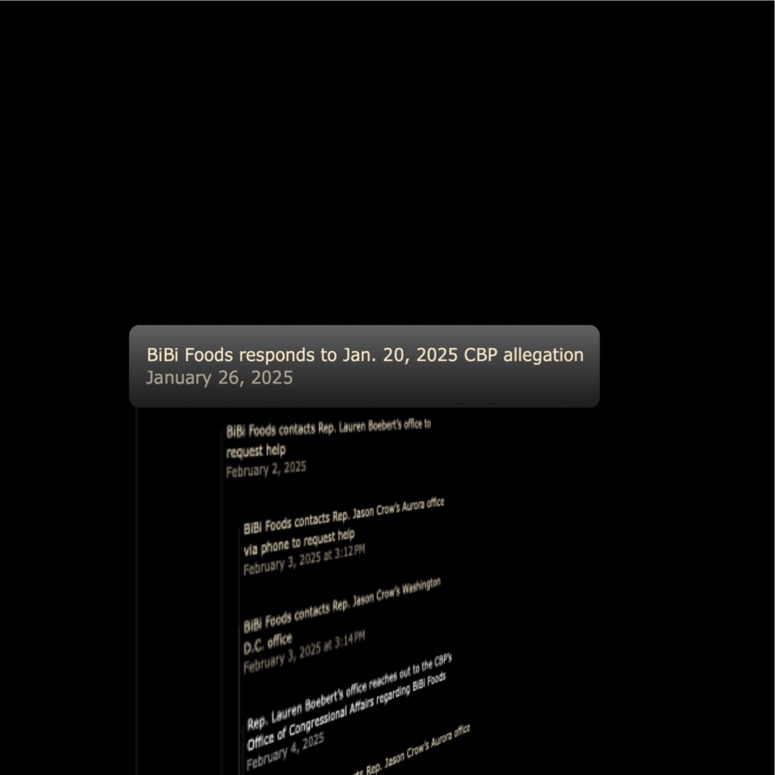 BiBi Foods responds to Jan. 20, 2025 CBP allegation
January 26, 2025
BiBi Foods contacts Rep. Lauren Boebert's office to
request help
February 2, 2025
BiBi Foods contacts Rep. Jason Crow's Aurora office
via phone to request help
February 3, 2025 at 3:12PM
BiBi Foods contacts Rep. Jason Crow's Washington
D.C. office
February 3, 2025 at 3:14PM
Rep. Lauren Boebert's office reaches out to the CBP's
Office of Congressional Affairs regarding BiBi Foods
February 4, 2025
Rep. Jason Crow's Aurora office